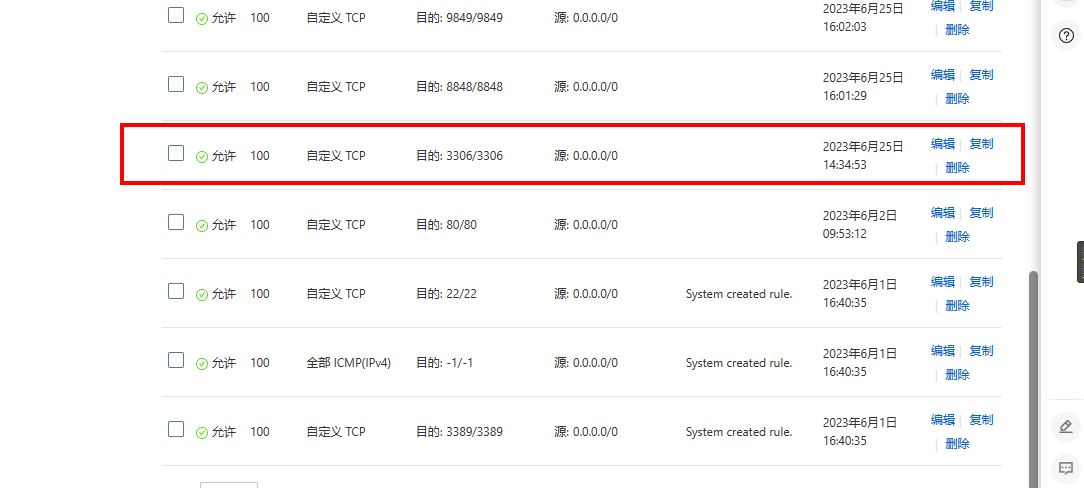 允许 100 自定义 TCP 目的: 9849/9849 源: 0.0.0.0/0 2023年6月25日 编辑 复制
16:02:03 删除
允许 100 自定义 TCP 目的: 8848/8848 源: 0.0.0.0/0 2023年6月25日 编辑 复制
16:01:29 删除
允许 100 自定义 TCP 目的: 3306/3306 源: 0.0.0.0/0 2023年6月25日 编辑 复制
14:34:53 删除
允许 100 自定义 TCP 目的: 80/80 源: 0.0.0.0/0 2023年6月2日 编辑 复制
09:53:12 删除
允许 100 自定义 TCP 目的: 22/22 源: 0.0.0.0/0 System created rule. 2023年6月1日 编辑 复制
16:40:35 删除
允许 100 全部 ICMP(IPv4) 目的: -1/-1 源: 0.0.0.0/0 System created rule. 2023年6月1日 编辑 复制
16:40:35 删除
允许 100 自定义 TCP 目的: 3389/3389 源: 0.0.0.0/0 System created rule. 2023年6月1日 编辑 复制
16:40:35 删除